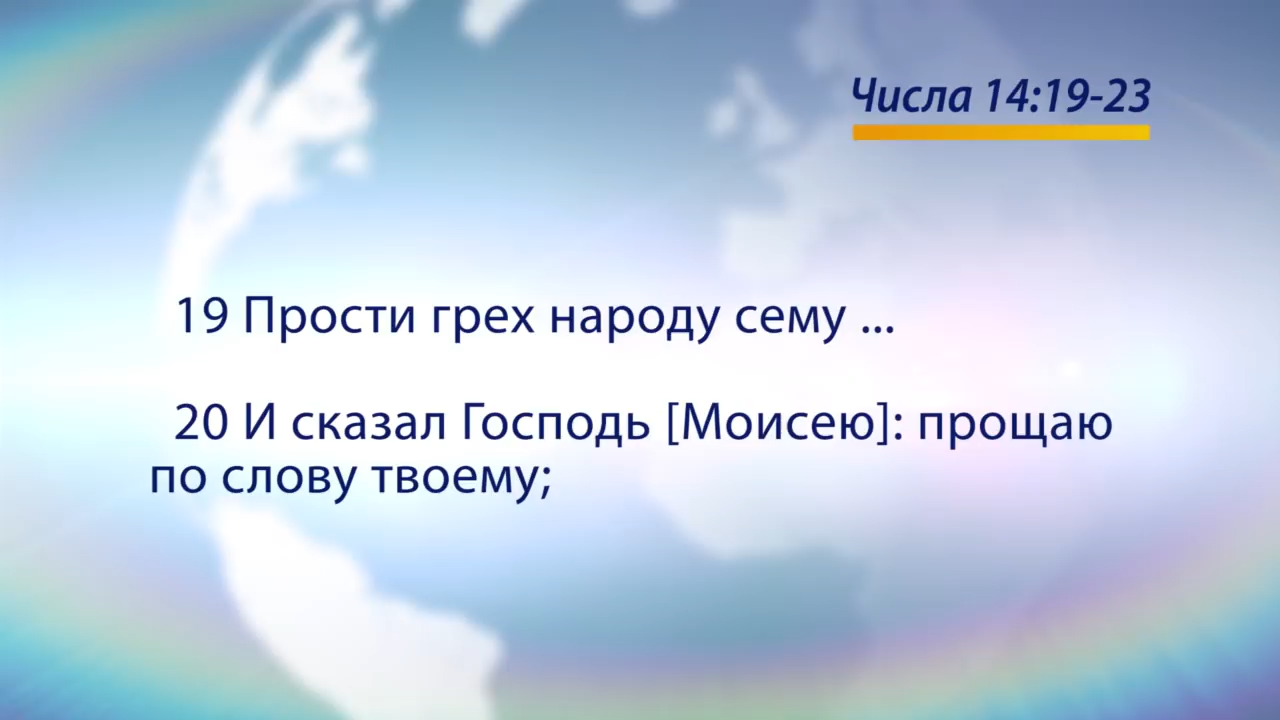 Числа 14:19-23
19 Прости грех народу сему ...
20 И сказал Господь [Моисею]: прощаю
по слову твоему;